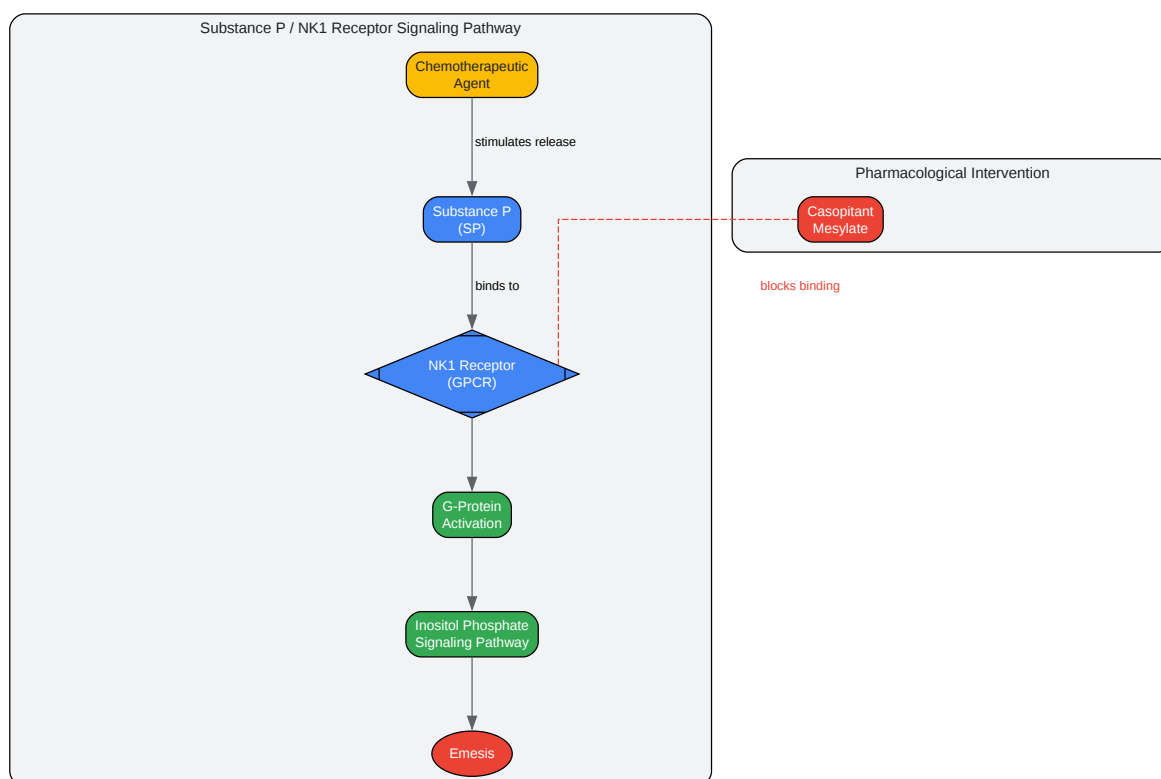 Substance P / NK1 Receptor Signaling Pathway
Chemotherapeutic
Agent
stimulates release
Pharmacological Intervention
Substance P
(SP)
Casopitant
Mesylate
binds to
blocks binding
NK1 Receptor
(GPCR)
G-Protein
Activation
Inositol Phosphate
Signaling Pathway
Emesis